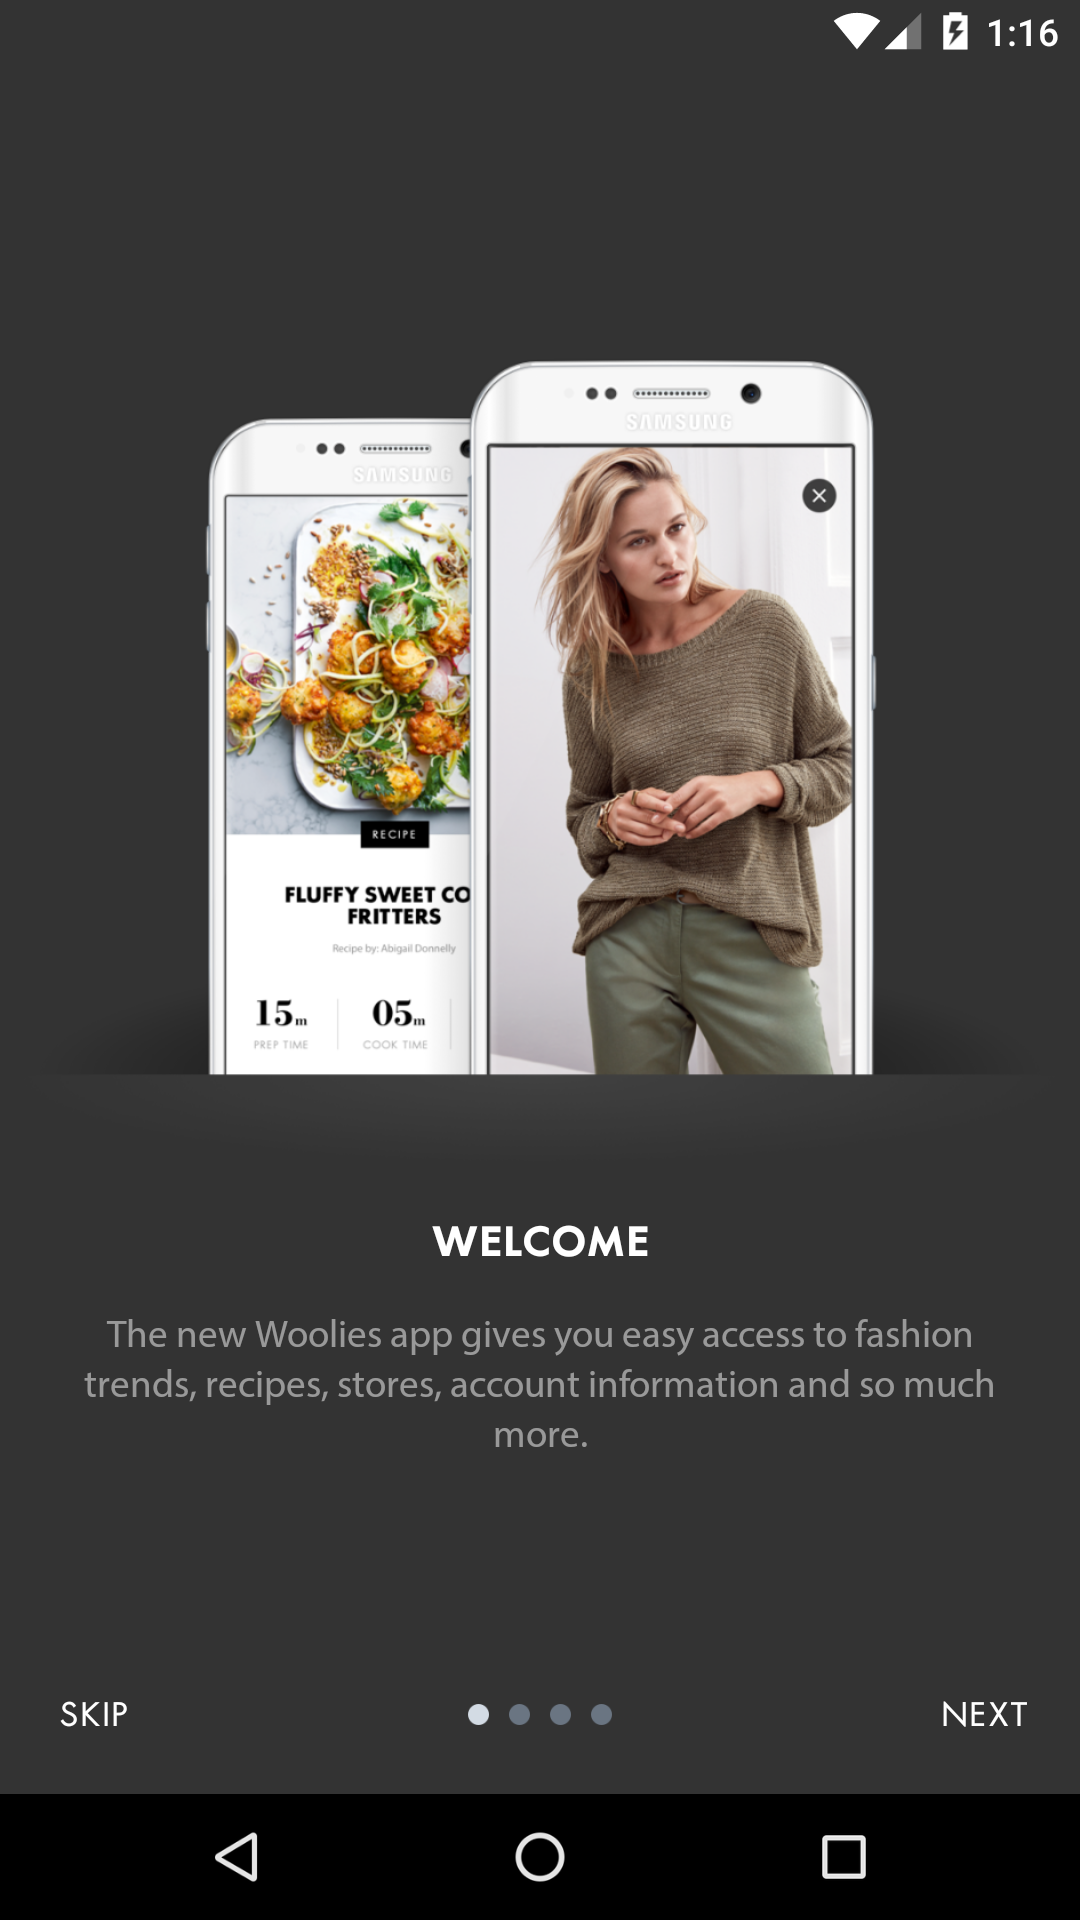 1:16
SAMSUNG
SAMSUNG
RECIPE
FLUFFY SWEET CO
FRITTERS
Recipe by: Abigail Donnelly
15m
05m
PREP TIME
COOK TIME
WELCOME
The new Woolies app gives you easy access to fashion
trends, recipes, stores, account information and so much
more.
SKIP
NEXT